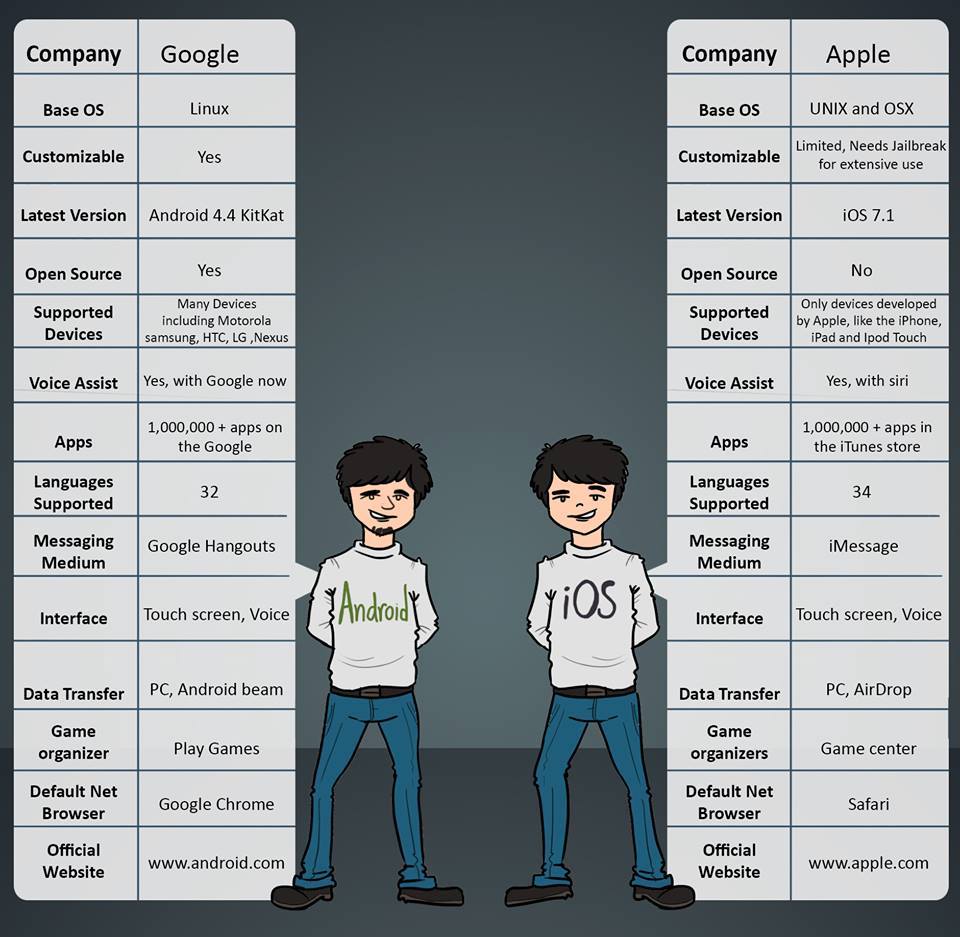 Company Google
Base OS Linux
Customizable Yes
Latest Version Android 4.4 KitKat
Open Source Yes
Supported Devices
Many Devices
including Motorola
samsung, HTC, LG ,Nexus
Voice Assist Yes, with Google now
Apps
1,000,000 + apps on
the Google
Languages
Supported
32
Messaging
Medium
Google Hangouts
Interface Touch screen, Voice
Data Transfer PC, Android beam
Game
organizer
Play Games
Default Net
Browser
Google Chrome
Official
Website
www.android.com
Android
iOS
Company Apple
Base OS UNIX and OSX
Customizable
Limited, Needs Jailbreak
for extensive use
Latest Version iOS 7.1
Open Source No
Supported
Devices
Only devices developed
by Apple, like the iPhone,
iPad and Ipod Touch
Voice Assist Yes, with siri
Apps
1,000,000 + apps in
the iTunes store
Languages
Supported
34
Messaging
Medium
iMessage
Interface Touch screen, Voice
Data Transfer PC, AirDrop
Game
organizers
Game center
Default Net
Browser
Safari
Official
Website
www.apple.com